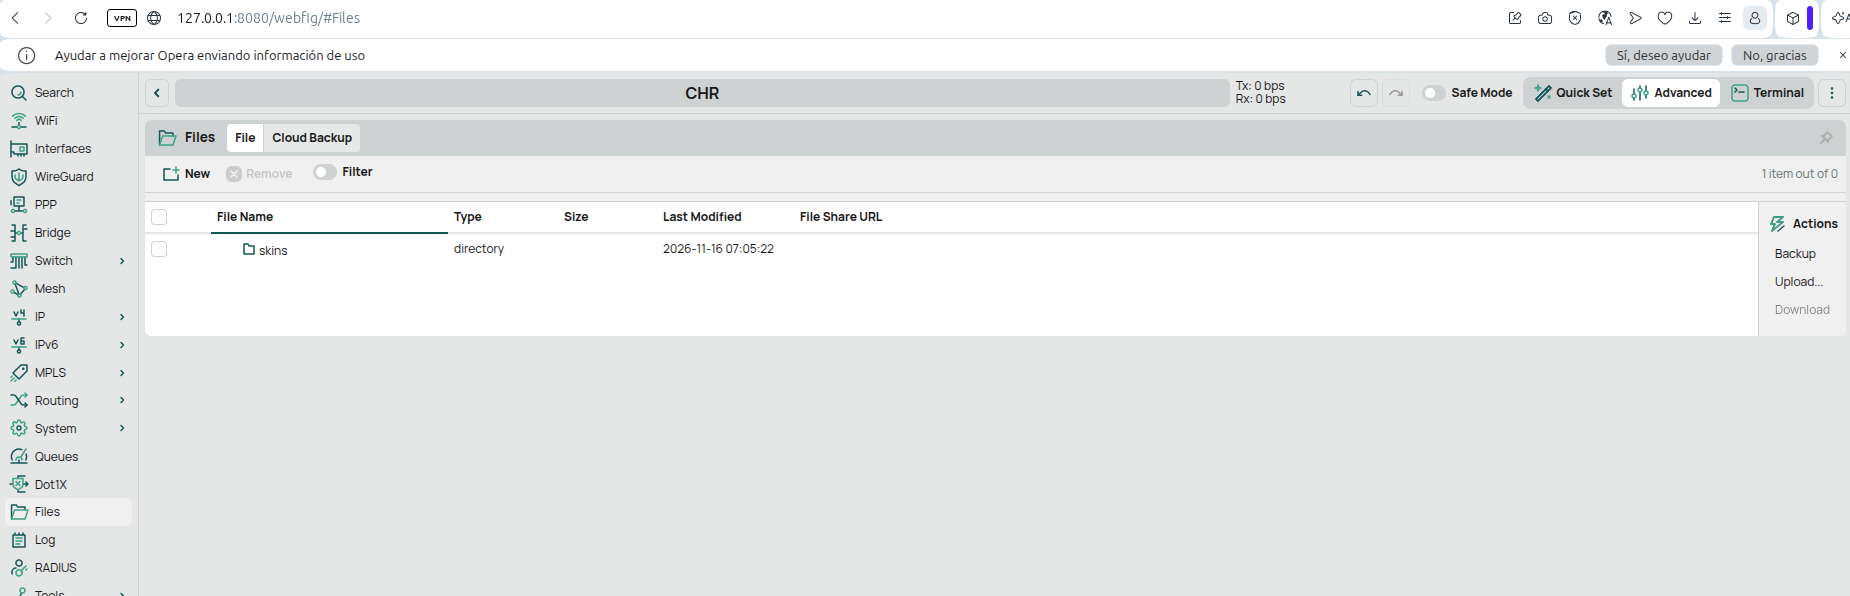 VPN 127.0.0.1:8080/webfig/#Files
Ayudar a mejorar Opera enviando información de uso Sí, deseo ayudar No, gracias
Search
WiFi
Interfaces
WireGuard
PPP
Bridge
Switch
Mesh
IP
IPv6
MPLS
Routing
System
Queues
Dot1X
Files
Log
RADIUS
Tools
CHR
Tx: 0 bps
Rx: 0 bps
Safe Mode
Quick Set
Advanced
Terminal
Files File Cloud Backup
New Remove Filter 1 item out of 0
File Name Type Size Last Modified File Share URL
skins directory 2026-11-16 07:05:22
Actions
Backup
Upload...
Download